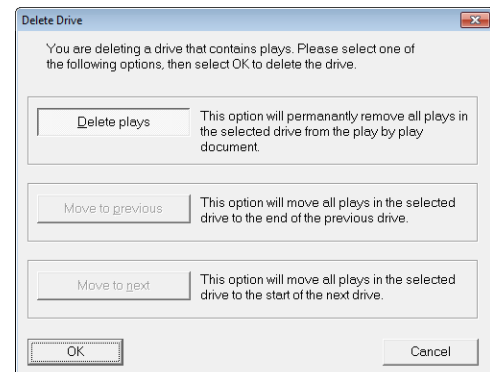 Delete Drive
You are deleting a drive that contains plays. Please select one of
the following options, then select OK to delete the drive.
Delete plays
This option will permanantly remove all plays in
the selected drive from the play by play
document.
Move to previous
This option will move all plays in the selected
drive to the end of the previous drive.
Move to next
This option will move all plays in the selected
drive to the start of the next drive.
OK
Cancel